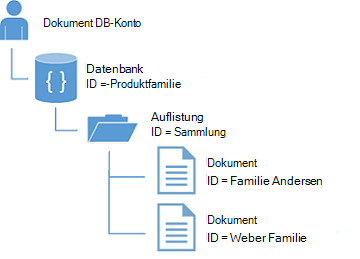 Dokument DB-Konto
Datenbank
ID =-Produktfamilie
Auflistung
ID = Sammlung
Dokument
ID = Familie Andersen
Dokument
ID = Weber Familie